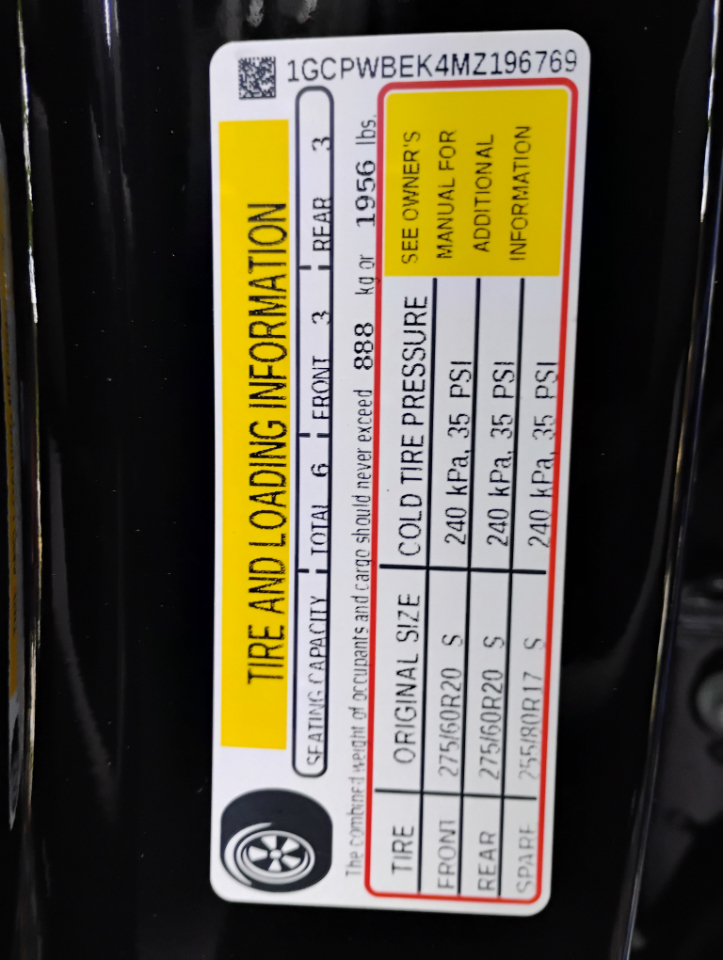 1GCPWBEK4MZ196769
TIRE AND LOADING INFORMATION
SEATING CAPACITY TOTAL 6 FRONT 3 REAR 3
The combined weight of occupants and cargo should never exceed 888 kg or 1956 lbs.
TIRE ORIGINAL SIZE COLD TIRE PRESSURE
FRONT 275/60R20 S 240 kPa, 35 PSI
REAR 275/60R20 S 240 kPa, 35 PSI
SPARE 255/80R17 S 240 kPa, 35 PSI
SEE OWNER'S
MANUAL FOR
ADDITIONAL
INFORMATION